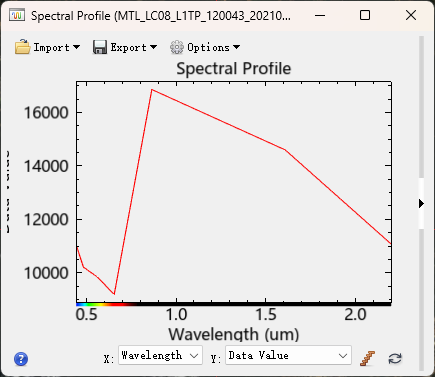 Spectral Profile (MTL_LC08_L1TP_120043_20210...
Import
Export
Options
Spectral Profile
16000
14000
12000
10000
0.5
1.0
1.5
2.0
Wavelength (um)
X: Wavelength
Y: Data Value